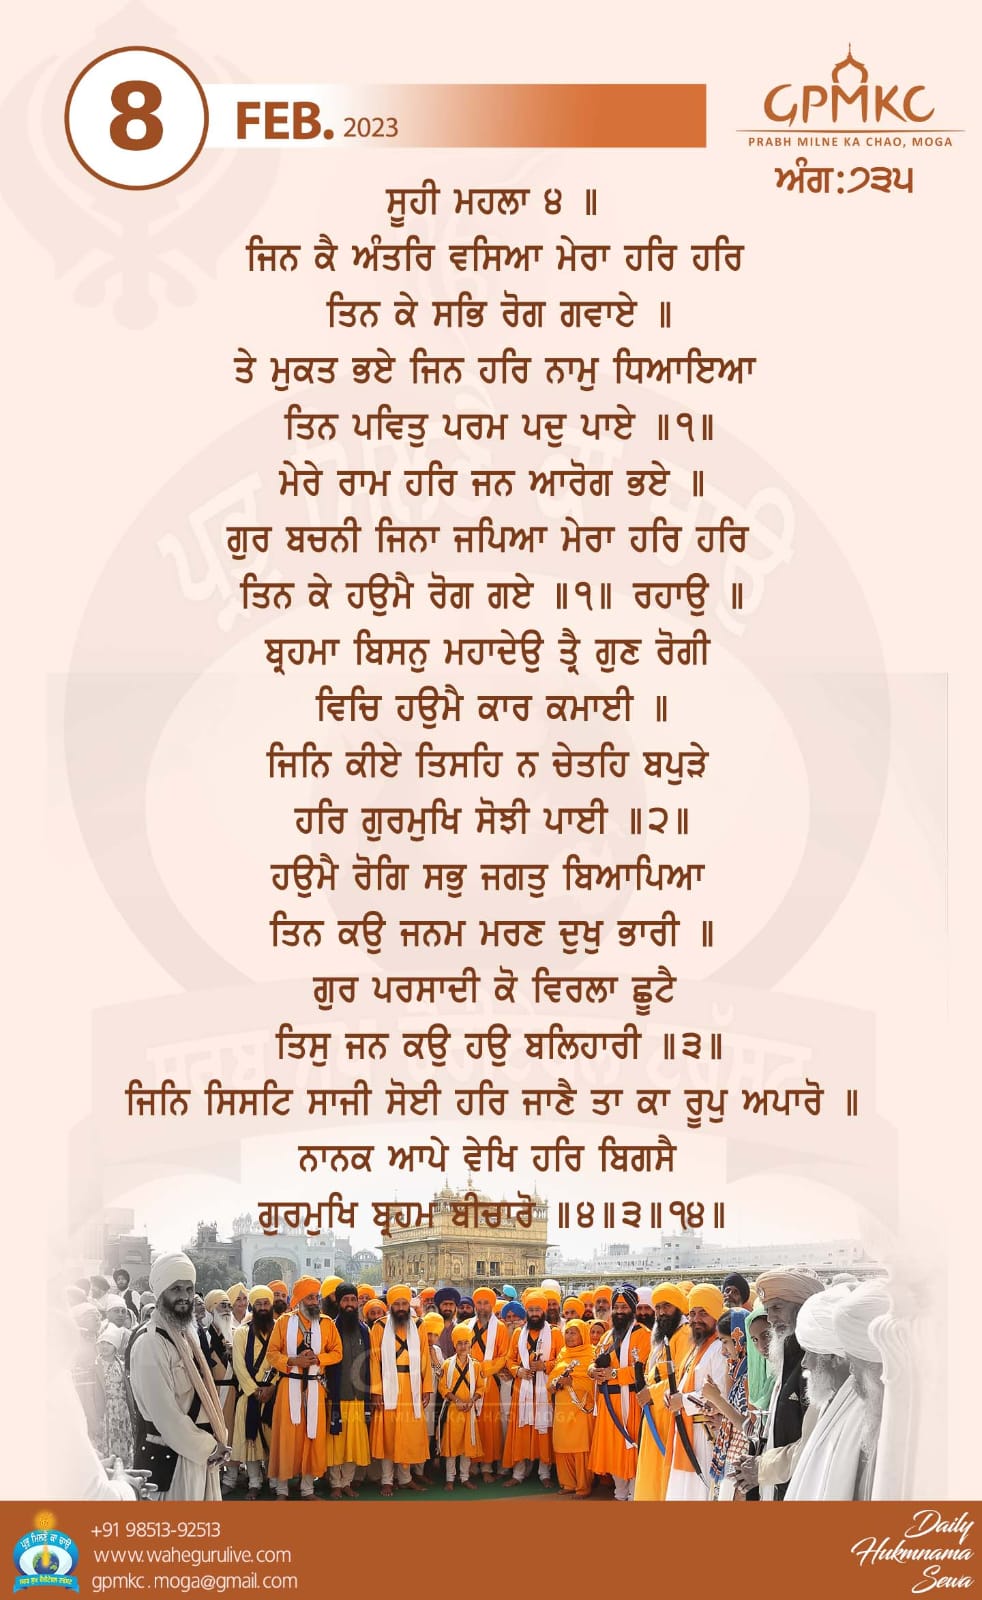 8
FEB. 2023
GPMKC
PRABH MILNE KA CHAO, MOGA
ਅੰਗ:੭੩੫
ਸੂਹੀ ਮਹਲਾ ੪ ॥
ਜਿਨ ਕੈ ਅੰਤਰਿ ਵਸਿਆ ਮੇਰਾ ਹਰਿ ਹਰਿ
ਤਿਨ ਕੇ ਸਭਿ ਰੋਗ ਗਵਾਏ ॥
ਤੇ ਮੁਕਤ ਭਏ ਜਿਨ ਹਰਿ ਨਾਮੁ ਧਿਆਇਆ
ਤਿਨ ਪਵਿਤੁ ਪਰਮ ਪਦੁ ਪਾਏ ॥੧॥
ਮੇਰੇ ਰਾਮ ਹਰਿ ਜਨ ਆਰੋਗ ਭਏ ॥
ਗੁਰ ਬਚਨੀ ਜਿਨਾ ਜਪਿਆ ਮੇਰਾ ਹਰਿ ਹਰਿ
ਤਿਨ ਕੇ ਹਉਮੈ ਰੋਗ ਗਏ ॥੧॥ ਰਹਾਉ ॥
ਬ੍ਰਹਮਾ ਬਿਸਨੁ ਮਹਾਦੇਉ ਤ੍ਰੈ ਗੁਣ ਰੋਗੀ
ਵਿਚਿ ਹਉਮੈ ਕਾਰ ਕਮਾਈ ॥
ਜਿਨਿ ਕੀਏ ਤਿਸਹਿ ਨ ਚੇਤਹਿ ਬਪੁੜੇ
ਹਰਿ ਗੁਰਮੁਖਿ ਸੋਝੀ ਪਾਈ ॥੨॥
ਹਉਮੈ ਰੋਗਿ ਸਭੁ ਜਗਤੁ ਬਿਆਪਿਆ
ਤਿਨ ਕਉ ਜਨਮ ਮਰਣ ਦੁਖੁ ਭਾਰੀ ॥
ਗੁਰ ਪਰਸਾਦੀ ਕੋ ਵਿਰਲਾ ਛੂਟੈ
ਤਿਸੁ ਜਨ ਕਉ ਹਉ ਬਲਿਹਾਰੀ ॥੩॥
ਜਿਨਿ ਸਿਸਟਿ ਸਾਜੀ ਸੋਈ ਹਰਿ ਜਾਣੈ ਤਾ ਕਾ ਰੂਪੁ ਅਪਾਰੋ ॥
ਨਾਨਕ ਆਪੇ ਵੇਖਿ ਹਰਿ ਬਿਗਸੈ
ਗੁਰਮੁਖਿ ਬ੍ਰਹਮ ਬੀਚਾਰੋ ॥੪॥੩॥੧੪॥
+91 98513-92513
www.wahegurulive.com
gpmkc.moga@gmail.com
Daily
Hukmnama
Sewa